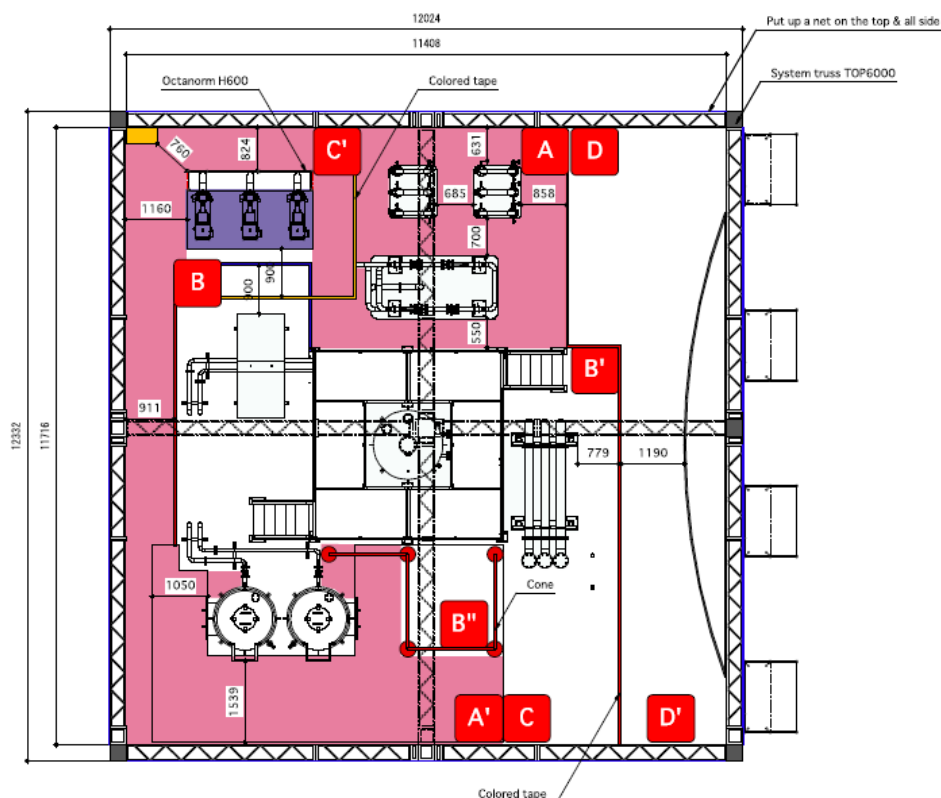 12024
Put up a net on the top & all side
11408
Octanorm H600
Colored tape
System truss TOP6000
760
824
C'
631
A
D
685
858
1160
700
B
900
900
550
B'
911
12332
11716
779
1190
1050
Cone
B"
1539
A'
C
D'
Colored tape